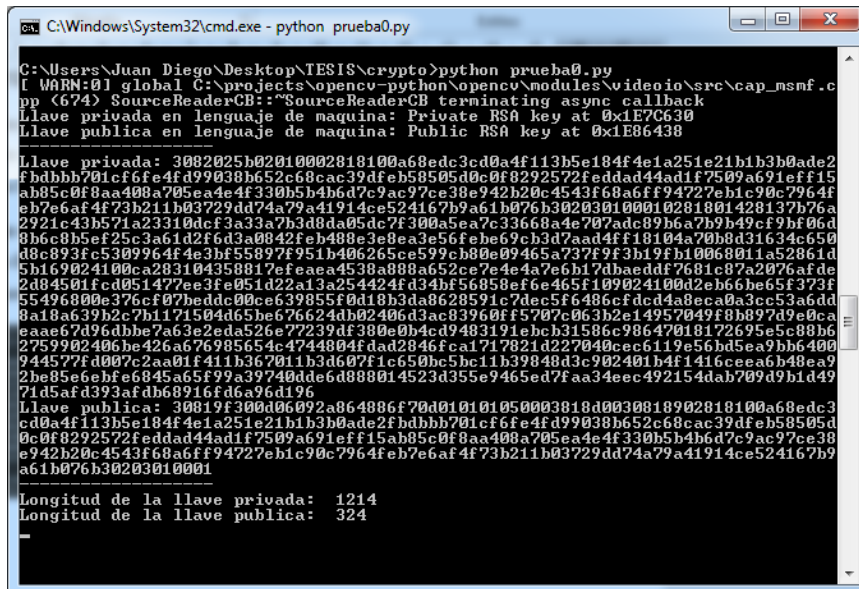 C:\Windows\System32\cmd.exe - python prueba0.py
C:\Users\Juan Diego\Desktop\TESIS\crypto>python prueba0.py
[ WARN:0] global C:\projects\opencv-python\opencv\modules\videoio\src\cap_msmf.c
pp (674) SourceReaderCB::~SourceReaderCB terminating async callback
Llave privada en lenguaje de maquina: Private RSA key at 0x1E7C630
Llave publica en lenguaje de maquina: Public RSA key at 0x1E86438
--------------------
Llave privada: 3082025b02010002818100a68edc3cd0a4f113b5e184f4e1a251e21b1b3b0ade2
fbdbbb701cf6fe4fd99038b652c68cac39dfeb58505d0c0f8292572feddad44ad1f7509a691eff15
ab85c0f8aa408a705ea4e4f330b5b4b6d7c9ac97ce38e942b20c4543f68a6ff94727eb1c90c7964f
eb7e6af4f73b211b03729dd74a79a41914ce524167b9a61b076b30203010001028181801428137b76a
2921c43b571a23310dcf3a33a7b3d8da05dc7f300a5ea7c33668a4e707adc89b6a7b9b49cf9bf06d
8b6c8b5ef25c3a61d2f6d3a0842feb488e3e8ea3e56febe69cb3d7aad4ff18104a70b8d31634c650
d8c893fc5309964f4e3bf55897f951b406265ce599cb80e09465a737f9f3b19fb10068011a52861d
5b169024100ca283104358817efeaea4538a888a652ce7e4e4a7e6b17dbaeddf7681c87a2076afde
2d84501fcd051477ee3fe051d22a13a254424fd34bf56858ef6e465f109024100d2eb66be65f373f
55496800e376cf07beddc00ce639855f0d18b3da8628591c7dec5f6486cfdcd4a8eca0a3cc53a6dd
8a18a639b2c7b1171504d65be676624db02406d3ac83960ff5707c063b2e14957049f8b897d9e0ca
eaae67d96dbbe7a63e2eda526e77239df380e0b4cd9483191ebcb31586c98647018172695e5c88b6
2759902406be426a676985654c4744804fdad2846fca1717821d227040cec6119e56bd5ea9bb6400
944577fd007c2aa01f411b367011b3d607f1c650bc5bc11b39848d3c902401b4f1416ceea6b48ea9
2be85e6ebfe6845a65f99a39740dde6d888014523d355e9465ed7faa34eec492154dab709d9b1d49
71d5afd393afdb68916fd6a96d196
Llave publica: 30819f300d06092a864886f70d010101050003818d0030818902818100a68edc3
cd0a4f113b5e184f4e1a251e21b1b3b0ade2fbdbbb701cf6fe4fd99038b652c68cac39dfeb58505d
0c0f8292572feddad44ad1f7509a691eff15ab85c0f8aa408a705ea4e4f330b5b4b6d7c9ac97ce38
e942b20c4543f68a6ff94727eb1c90c7964feb7e6af4f73b211b03729dd74a79a41914ce524167b9
a61b076b30203010001
--------------------
Longitud de la llave privada:  1214
Longitud de la llave publica:  324